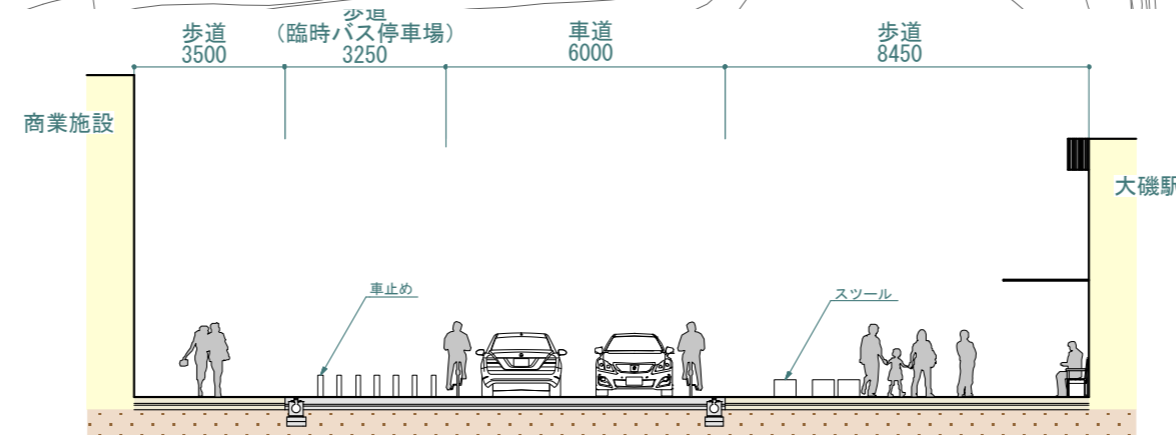 歩道
3500
歩道
(臨時バス停車場)
3250
車道
6000
歩道
8450
商業施設
大磯駅
車止め
スツール